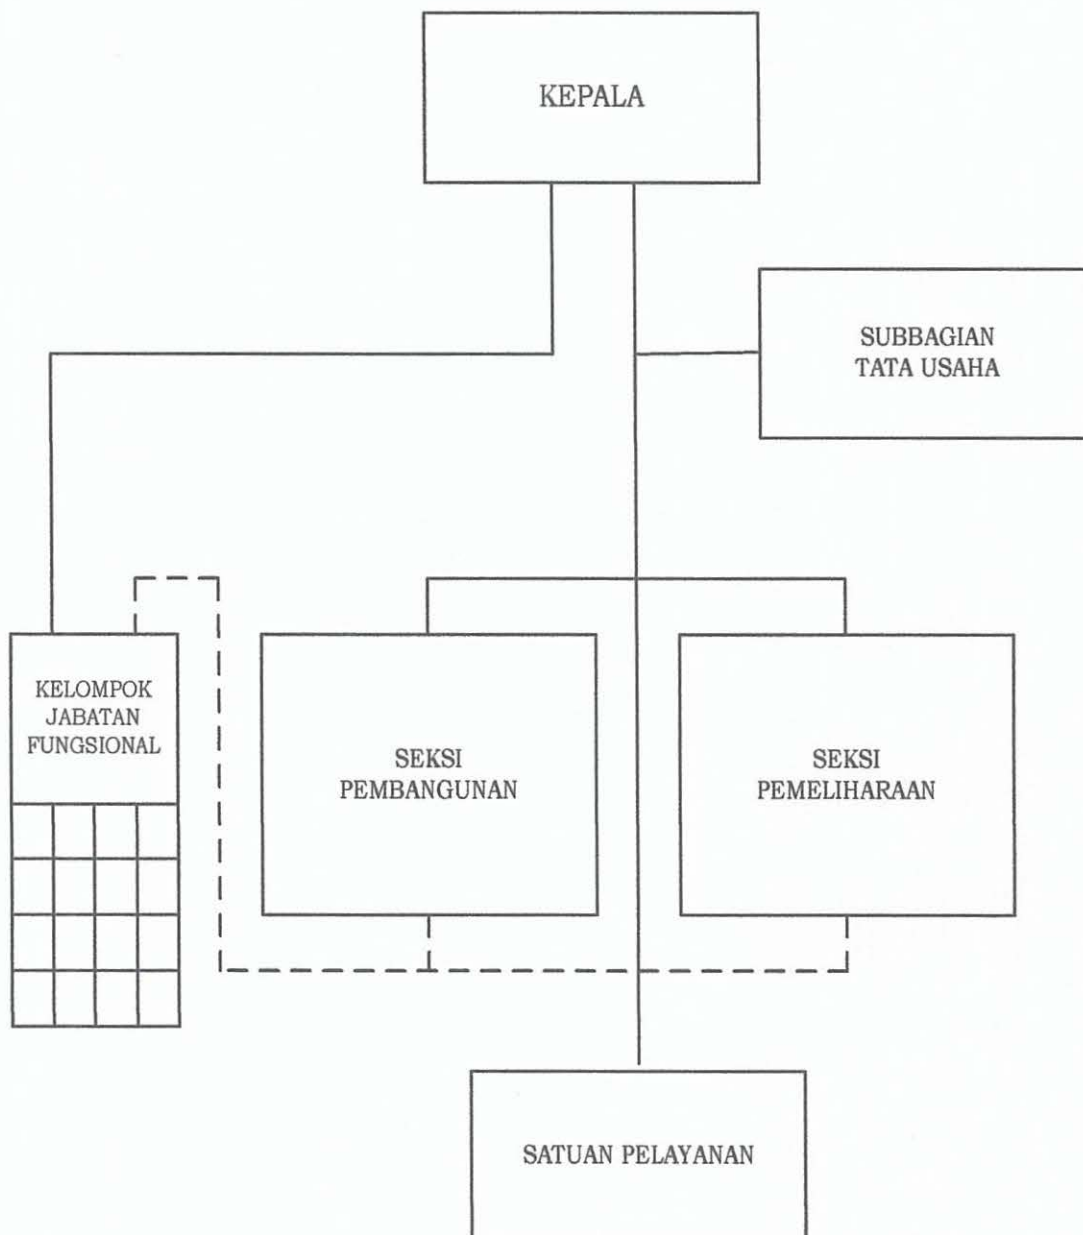 KEPALA
SUBBAGIAN
TATA USAHA
KELOMPOK
JABATAN
FUNGSIONAL
SEKSI
PEMBANGUNAN
SEKSI
PEMELIHARAAN
SATUAN PELAYANAN